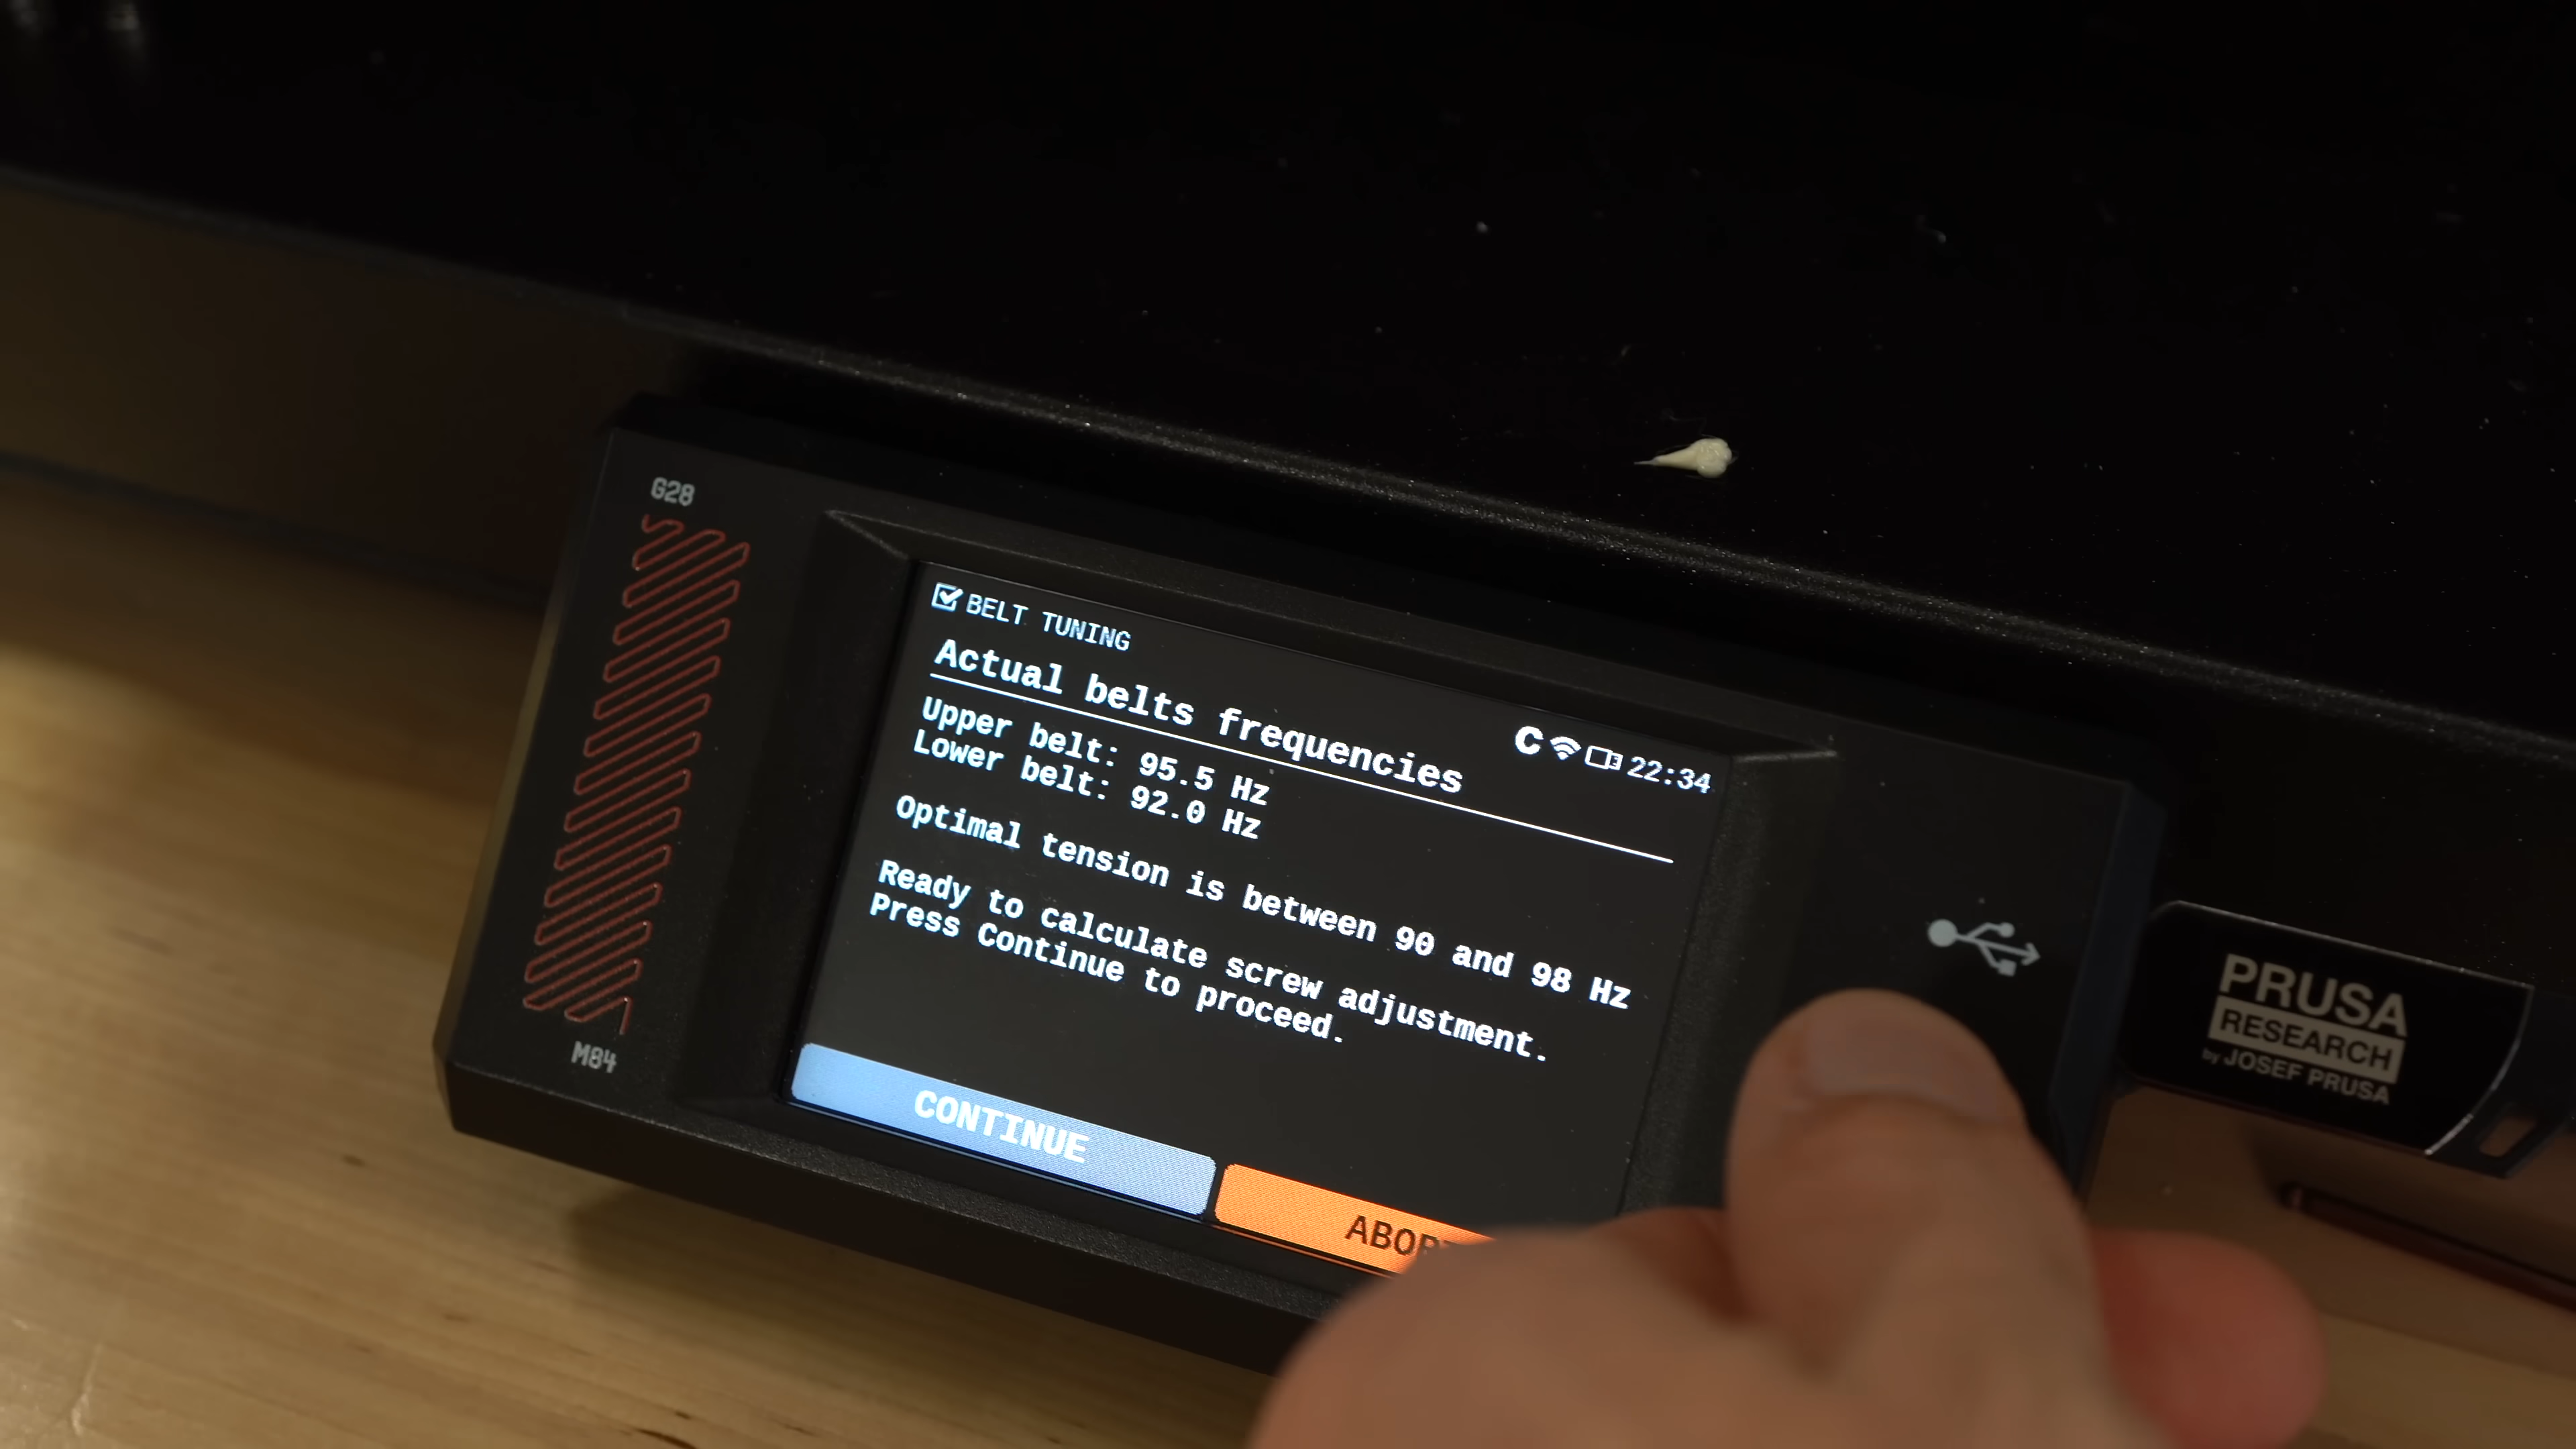 G28
M84
BELT TUNING
C 22:34
Actual belts frequencies
Upper belt: 95.5 Hz
Lower belt: 92.0 Hz
Optimal tension is between 90 and 98 Hz
Ready to calculate screw adjustment.
Press Continue to proceed.
CONTINUE
PRUSA
RESEARCH
by JOSEF PRUSA